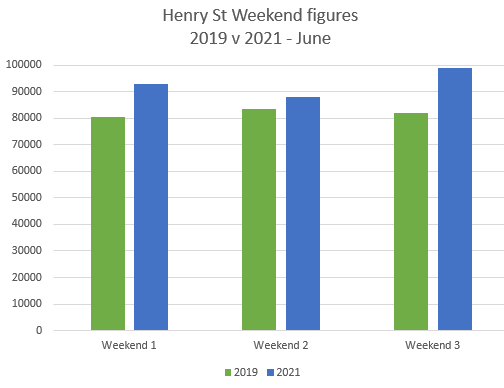 Henry St Weekend figures
2019 v 2021 - June
100000
90000
80000
70000
60000
50000
40000
30000
20000
10000
0
Weekend 1
Weekend 2
Weekend 3
2019
2021